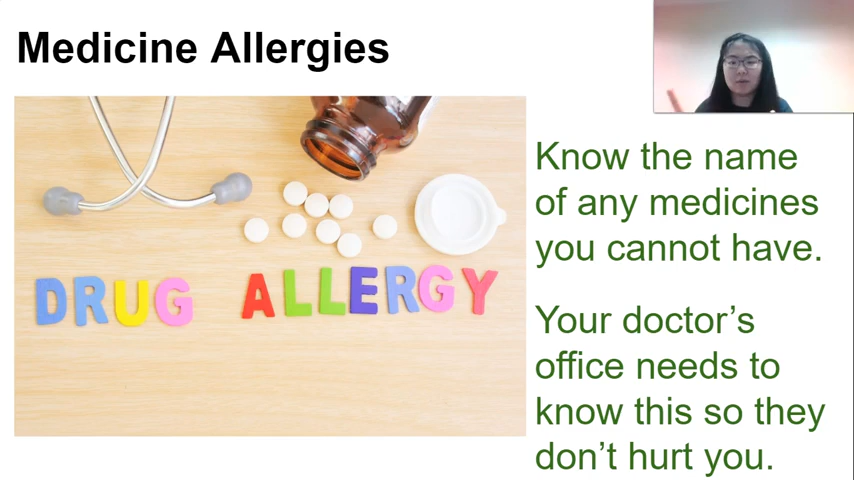 Medicine Allergies
DRUG ALLERGY
Know the name
of any medicines
you cannot have.
Your doctor’s
office needs to
know this so they
don’t hurt you.